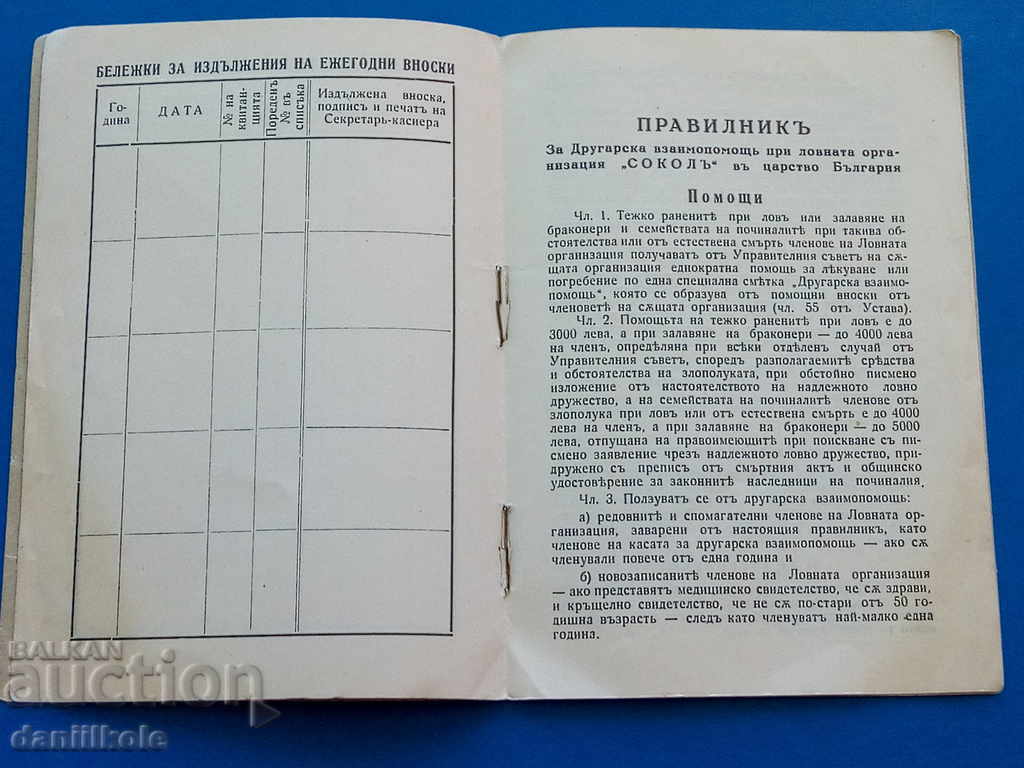 БЕЛЕЖКИ ЗА ИЗДЪЛЖЕНИЯ НА ЕЖЕГОДНИ ВНОСКИ
Го-
дина
ДАТА
№ на
квитан-
цията
Пореденъ
№ въ
списъка
Издължена вноска,
подпись и печатъ на
Секретарь-касиера
ПРАВИЛНИКЪ
За Другарска взаимопомощь при ловната орга-
низация „СОКОЛЪ“ въ царство България
Помощи
Чл. 1. Тежко раненитѣ при ловъ или залавяне на
браконери и семействата на починалитѣ при такива об-
стоятелства или отъ естествена смърть членове на Ловната
организация получаватъ отъ Управителния съветъ на сѫ-
щата организация еднократна помощь за лѣкуване или
погребение по една специална смѣтка „Другарска взаимо-
помощь“, която се образува отъ помощни вноски отъ
членоветѣ на сѫщата организация (чл. 55 отъ Устава).
Чл. 2. Помощьта на тежко раненитѣ при ловъ е до
3000 лева, а при залавяне на браконери — до 4000 лева
на членъ, опредѣляна при всѣки отдѣленъ случай отъ
Управителния съветъ, споредъ разполагаемитѣ срѣдства
и обстоятелства на злополуката, при обстойно писмено
изложение отъ настоятелството на надлежното ловно
дружество, а на семействата на починалитѣ членове отъ
злополука при ловъ или отъ естествена смърть е до 4000
лева на членъ, а при залавяне на браконери — до 5000
лева, отпущана на правоимеющитѣ при поискване съ пи-
смено заявление чрезъ надлежното ловно дружество, при-
дружено съ преписъ отъ смъртния актъ и общинско
удостовѣрение за законнитѣ наследници на починалия.
Чл. 3. Ползуватъ се отъ другарска взаимопомощь:
а) редовнитѣ и спомагателни членове на Ловната ор-
ганизация, заварени отъ настоящия правилникъ, като
членове на касата за другарска взаимопомощь — ако сѫ
членували повече отъ една година и
б) новозаписанитѣ членове на Ловната организация
— ако представятъ медицинско свидетелство, че сѫ здрави,
и кръщелно свидетелство, че не сѫ по-стари отъ 50 го-
дишна възрасть — следъ като членуватъ най-малко една
година.
BALKAN
auction
daniilkole